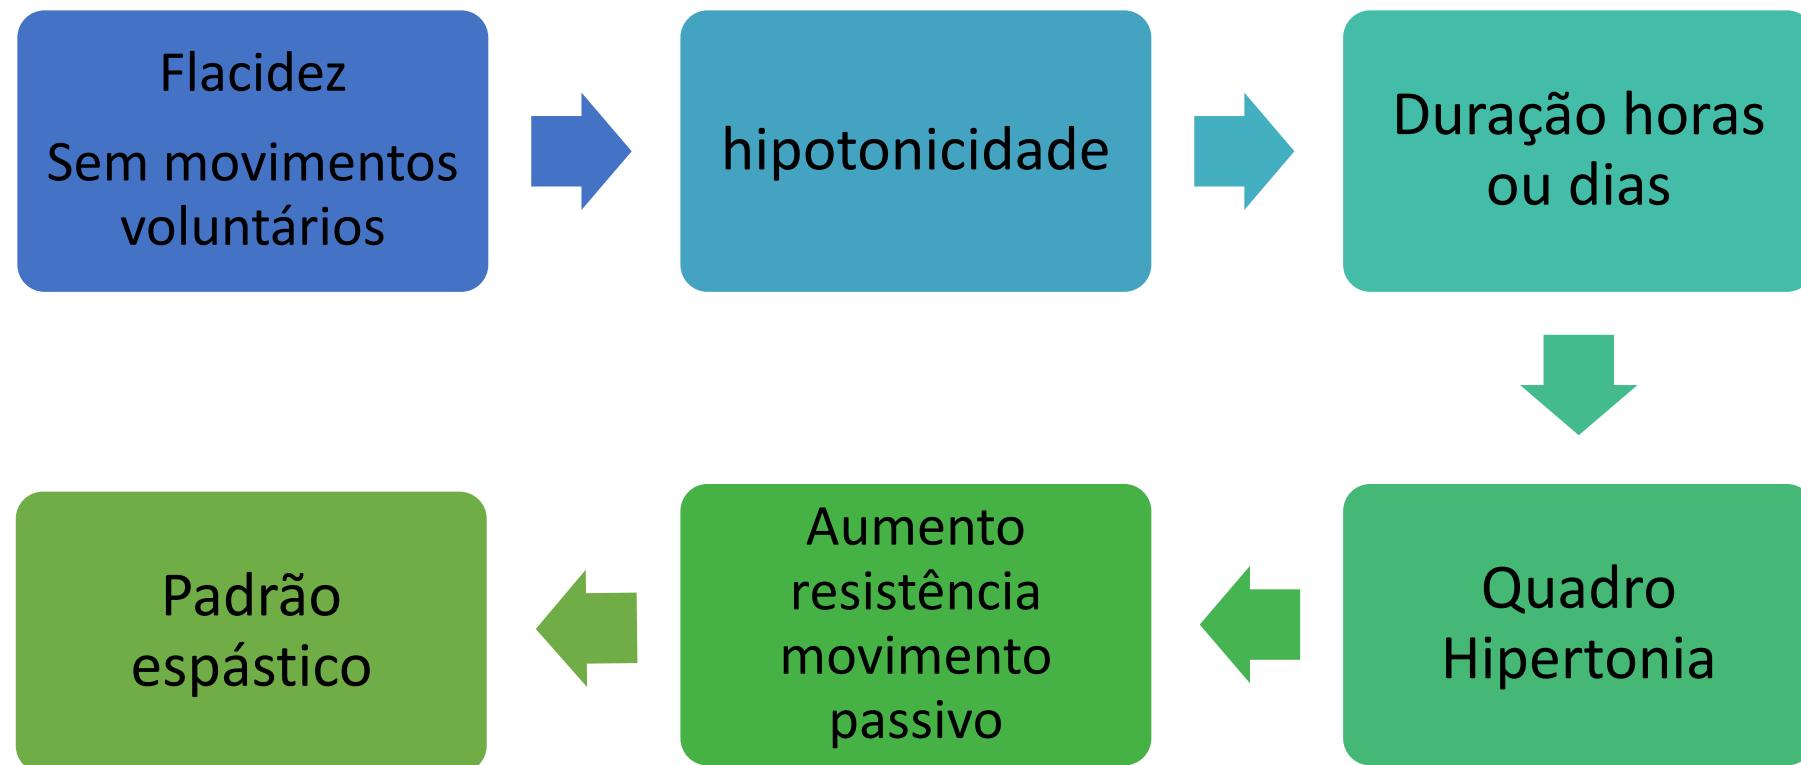 Flacidez
Sem movimentos
voluntários
hipotonicidade
Duração horas
ou dias
Quadro
Hipertonia
Aumento
resistência
movimento
passivo
Padrão
espástico